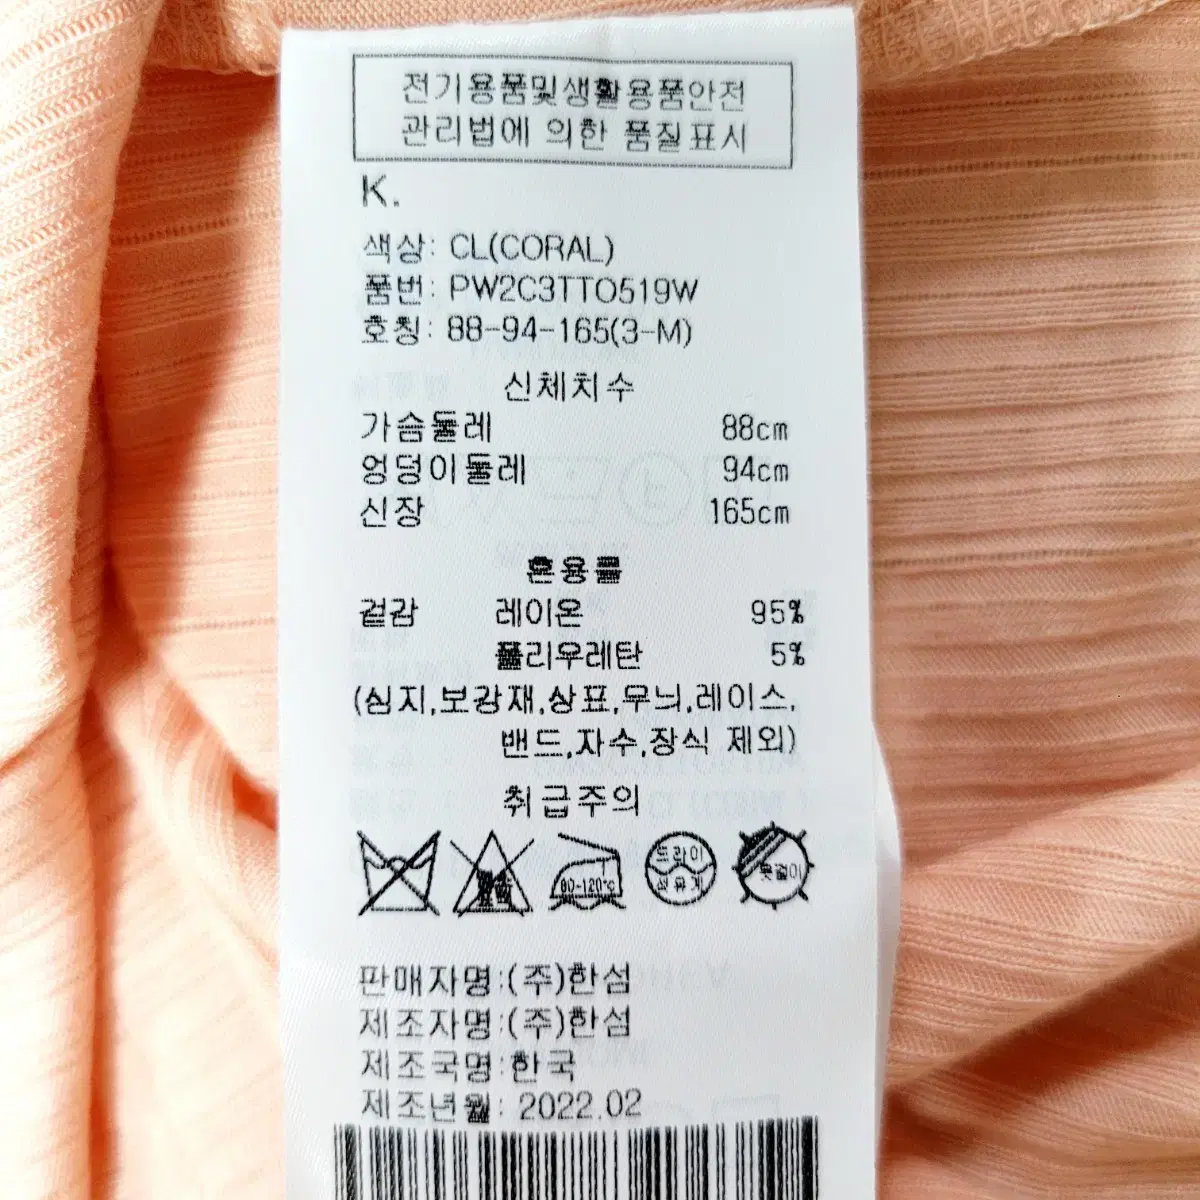 전기용품및생활용품안전
관리법에 의한 품질표시
K.
색상: CL(CORAL)
품번: PW2C3TTO519W
호칭: 88-94-165(3-M)
신체치수
가슴둘레 88cm
엉덩이둘레 94cm
신장 165cm
혼용률
겉감 레이온 95%
폴리우레탄 5%
(심지,보강재,상표,무늬,레이스,
밴드,자수,장식 제외)
취급주의
80-120℃
드라이
석유계
옷걸이
판매자명:(주)한섬
제조자명:(주)한섬
제조국명:한국
제조년월: 2022.02